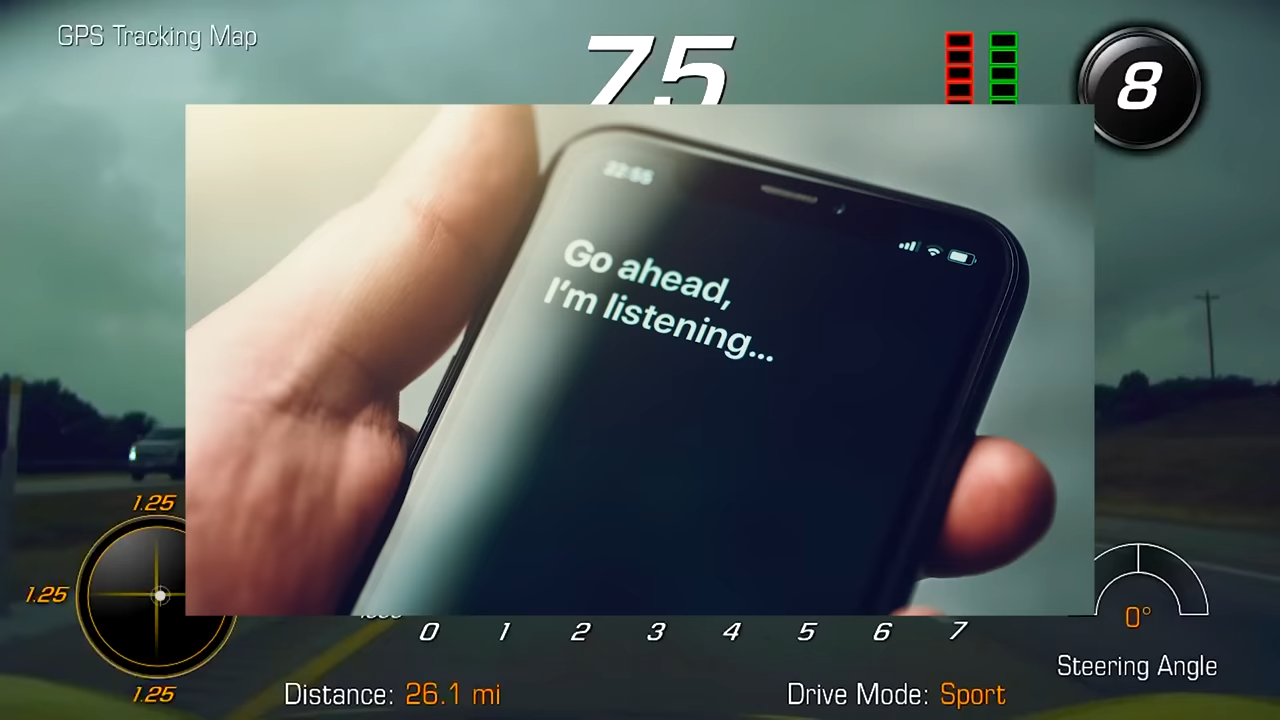 GPS Tracking Map
75
8
22:55
Go ahead,
I'm listening...
1.25
1.25
0 1 2 3 4 5 6 7
0°
Steering Angle
1.25
Distance: 26.1 mi
Drive Mode: Sport